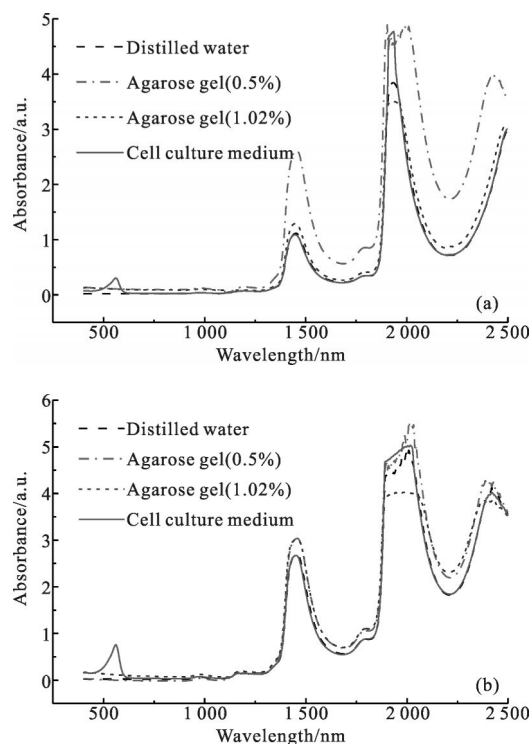 5
Distilled water
4
Agarose gel(0.5%)
3
Agarose gel(1.02%)
2
Cell culture medium
1
0
Absorbance/a.u.
(a)
500 1 000 1 500 2 000 2 500
Wavelength/nm
6
Distilled water
5
Agarose gel(0.5%)
4
Agarose gel(1.02%)
3
Cell culture medium
2
1
0
Absorbance/a.u.
(b)
500 1 000 1 500 2 000 2 500
Wavelength/nm